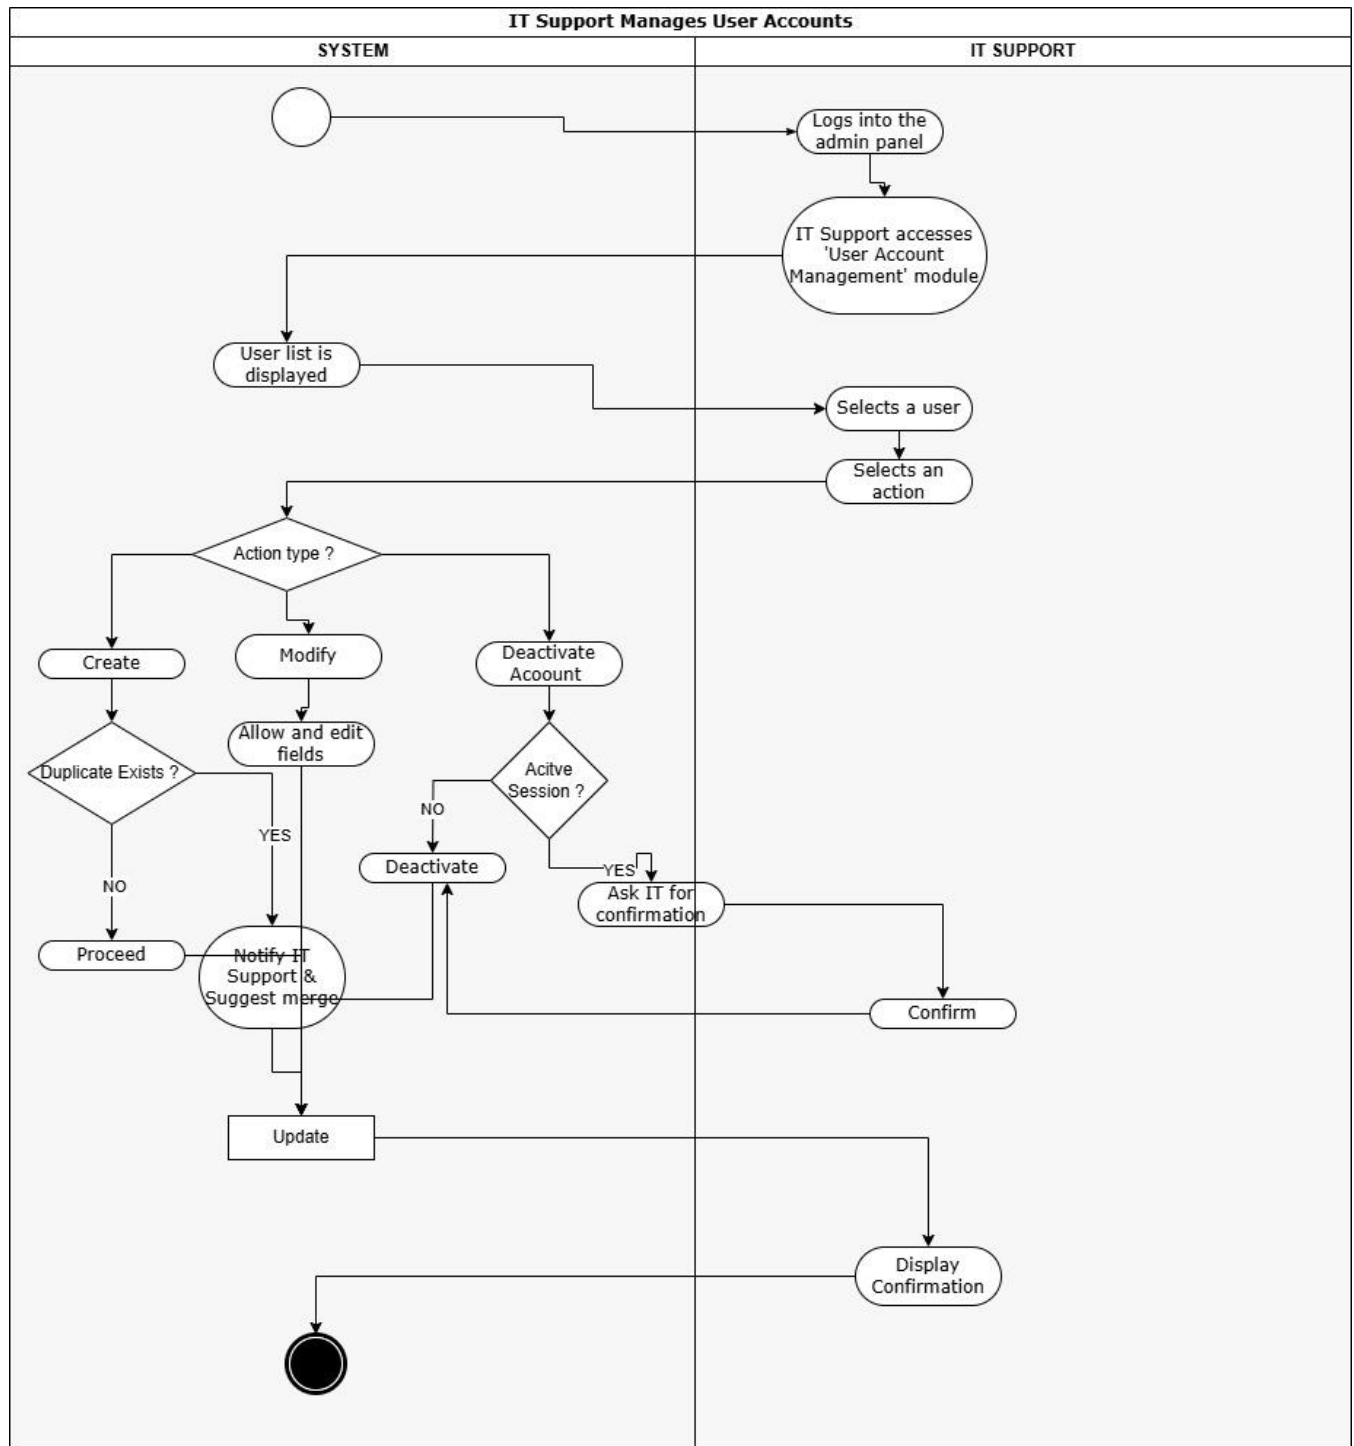 IT Support Manages User Accounts
SYSTEM
IT SUPPORT
Logs into the
admin panel
IT Support accesses
'User Account
Management' module
User list is
displayed
Selects a user
Selects an
action
Action type ?
Create
Modify
Deactivate
Acoount
Allow and edit
fields
Duplicate Exists ?
Acitve
Session ?
NO
YES
Deactivate
YES
NO
Ask IT for
confirmation
Proceed
Notify IT
Support &
Suggest merge
Confirm
Update
Display
Confirmation